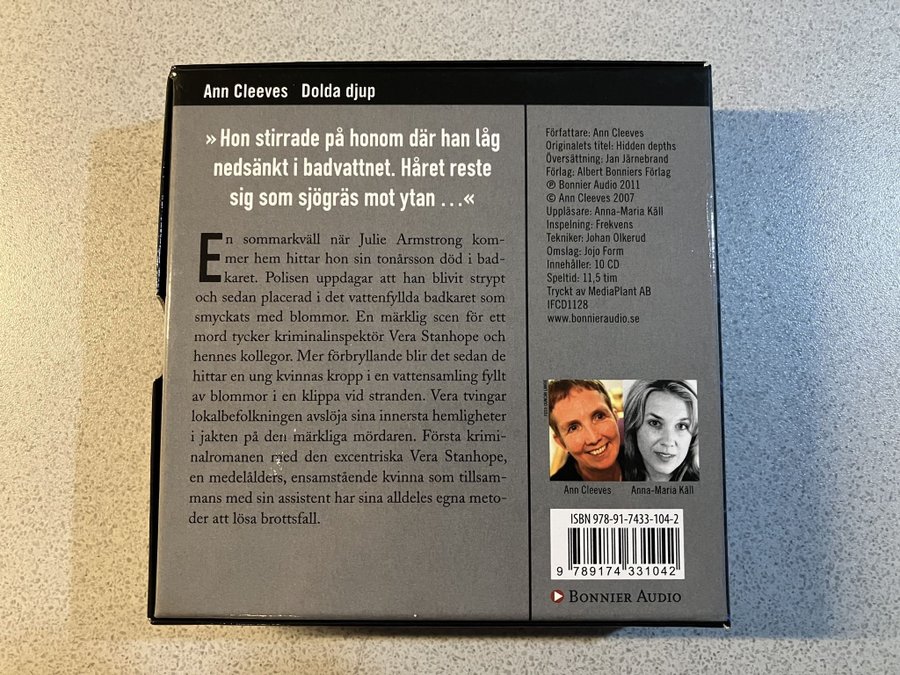 Ann Cleeves Dolda djup
» Hon stirrade på honom där han låg
nedsänkt i badvattnet. Håret reste
sig som sjögräs mot ytan ...«
En sommarkväll när Julie Armstrong kom-
mer hem hittar hon sin tonårsson död i bad-
karet. Polisen uppdagar att han blivit strypt
och sedan placerad i det vattenfyllda badkaret som
smyckats med blommor. En märklig scen för ett
mord tycker kriminalinspektör Vera Stanhope och
hennes kollegor. Mer förbryllande blir det sedan de
hittar en ung kvinnas kropp i en vattensamling fyllt
av blommor i en klippa vid stranden. Vera tvingar
lokalbefolkningen avslöja sina innersta hemligheter
i jakten på den märkliga mördaren. Första krimi-
nalromanen med den excentriska Vera Stanhope,
en medelålders, ensamstående kvinna som tillsam-
mans med sin assistent har sina alldeles egna meto-
der att lösa brottsfall.
Författare: Ann Cleeves
Originalets titel: Hidden depths
Översättning: Jan Järnebrand
Förlag: Albert Bonniers Förlag
℗ Bonnier Audio 2011
© Ann Cleeves 2007
Uppläsare: Anna-Maria Käll
Inspelning: Frekvens
Tekniker: Johan Olkerud
Omslag: Jojo Form
Innehåller: 10 CD
Speltid: 11,5 tim
Tryckt av MediaPlant AB
IFCD1128
www.bonnieraudio.se
Ann Cleeves Anna-Maria Käll
ISBN 978-91-7433-104-2
9 789174 331042
Bonnier Audio